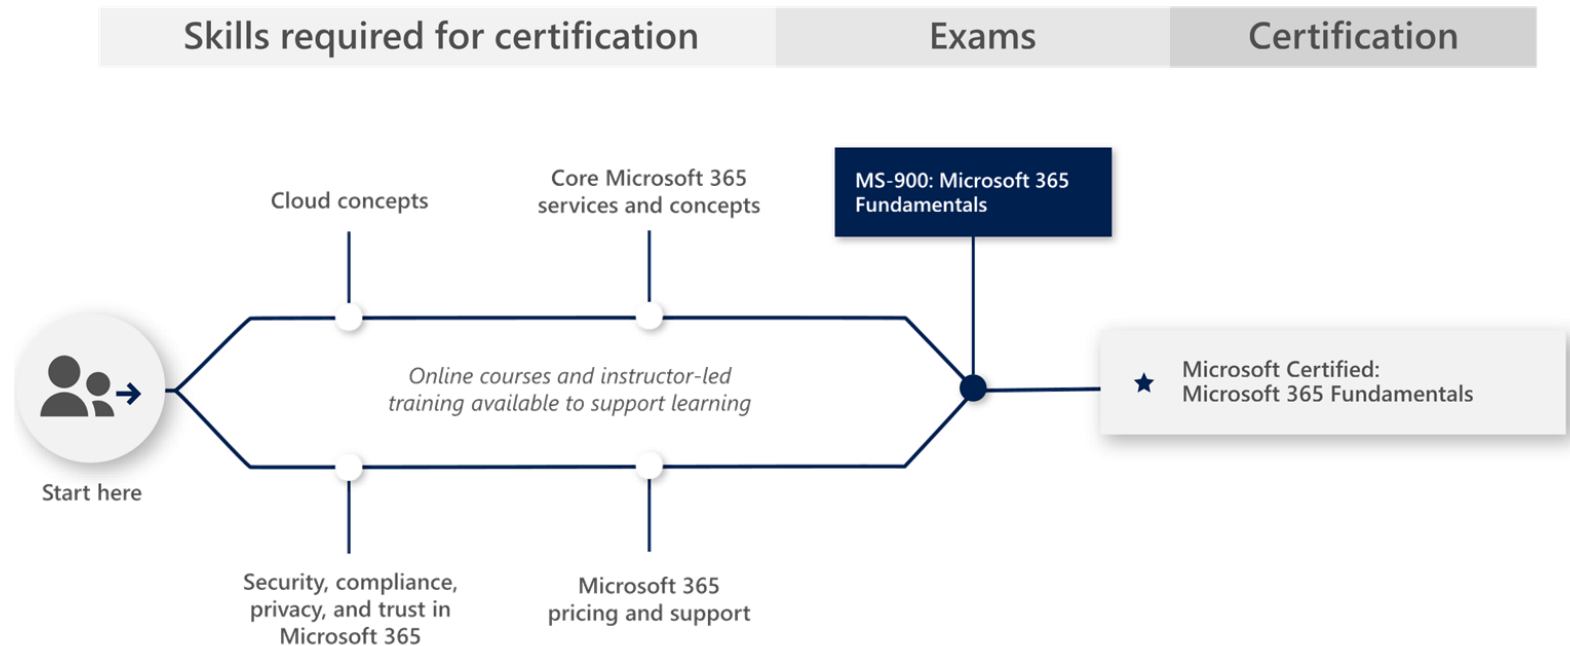 Skills required for certification
Exams
Certification
Cloud concepts
Core Microsoft 365
services and concepts
MS-900: Microsoft 365
Fundamentals
Online courses and instructor-led
training available to support learning
Microsoft Certified:
Microsoft 365 Fundamentals
Start here
Security, compliance,
privacy, and trust in
Microsoft 365
Microsoft 365
pricing and support